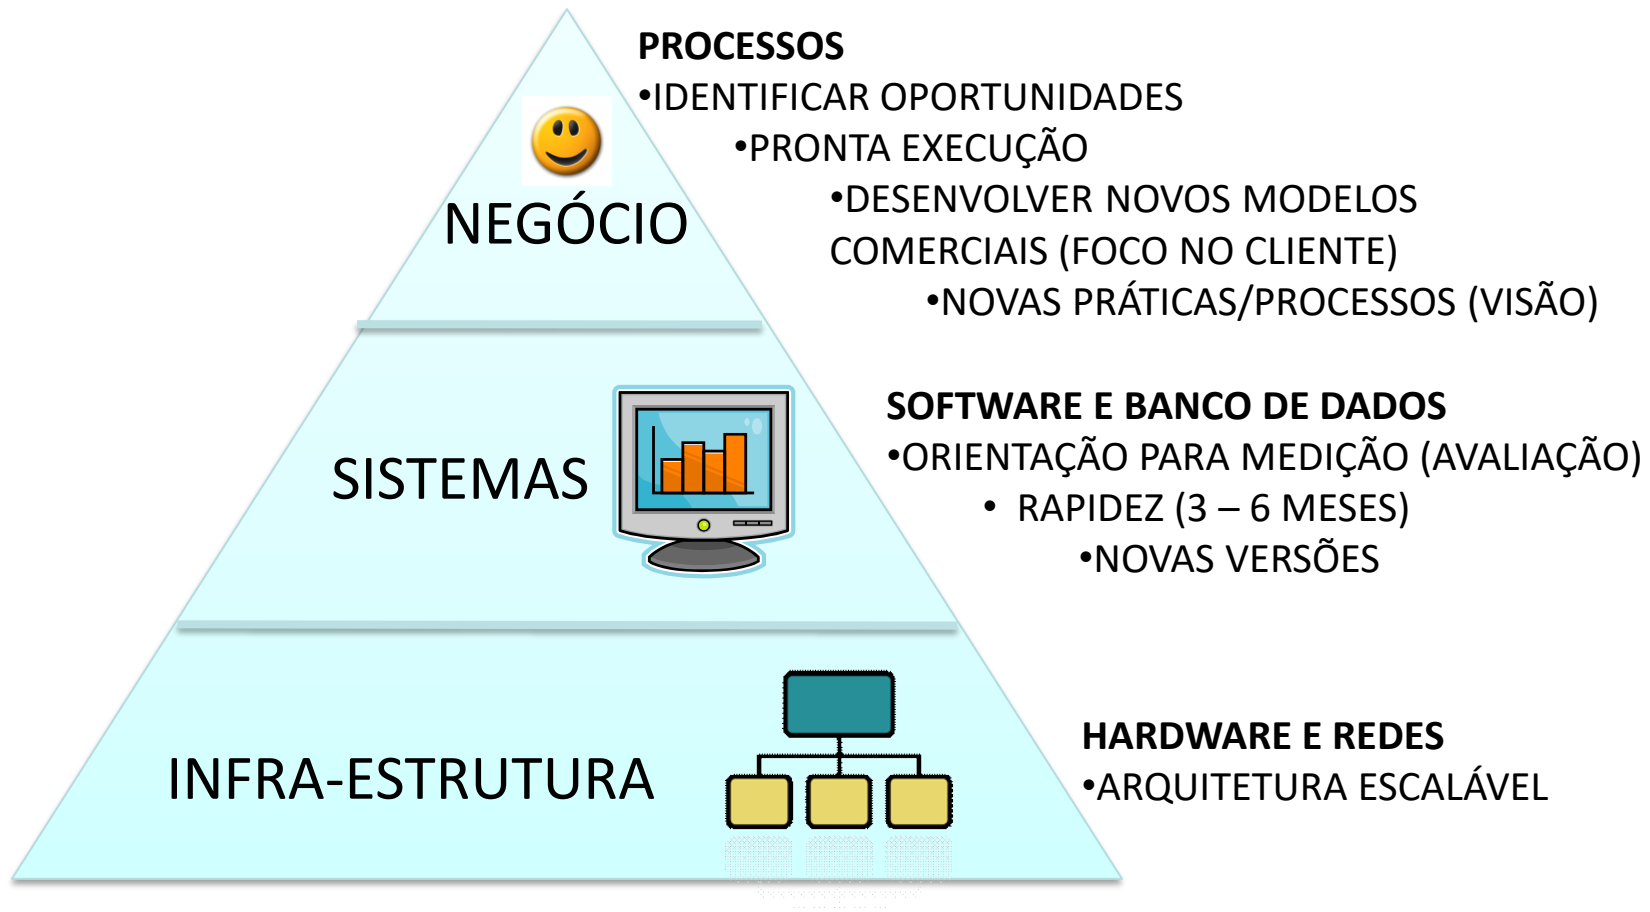 PROCESSOS
•IDENTIFICAR OPORTUNIDADES
•PRONTA EXECUÇÃO
•DESENVOLVER NOVOS MODELOS
COMERCIAIS (FOCO NO CLIENTE)
•NOVAS PRÁTICAS/PROCESSOS (VISÃO)
NEGÓCIO
SOFTWARE E BANCO DE DADOS
•ORIENTAÇÃO PARA MEDIÇÃO (AVALIAÇÃO)
• RAPIDEZ (3 – 6 MESES)
•NOVAS VERSÕES
SISTEMAS
HARDWARE E REDES
•ARQUITETURA ESCALÁVEL
INFRA-ESTRUTURA